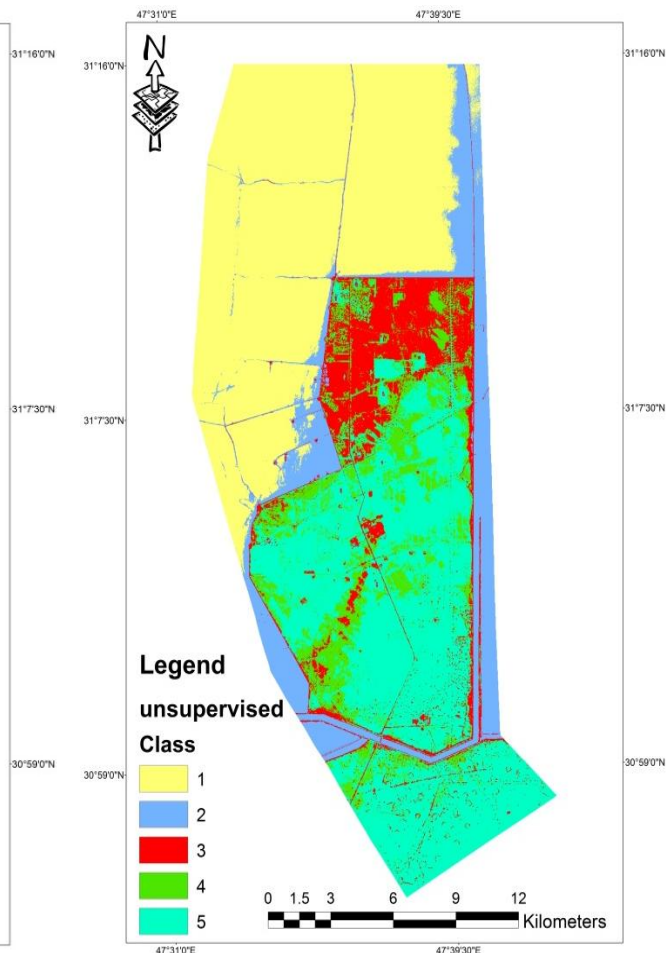 47°31'0"E 47°39'30"E
31°16'0"N 31°16'0"N 31°16'0"N
N
31°7'30"N 31°7'30"N 31°7'30"N
Legend
unsupervised
Class
30°59'0"N 30°59'0"N 30°59'0"N
1
2
3
4
5
0 1.5 3 6 9 12
Kilometers
47°31'0"E 47°39'30"E